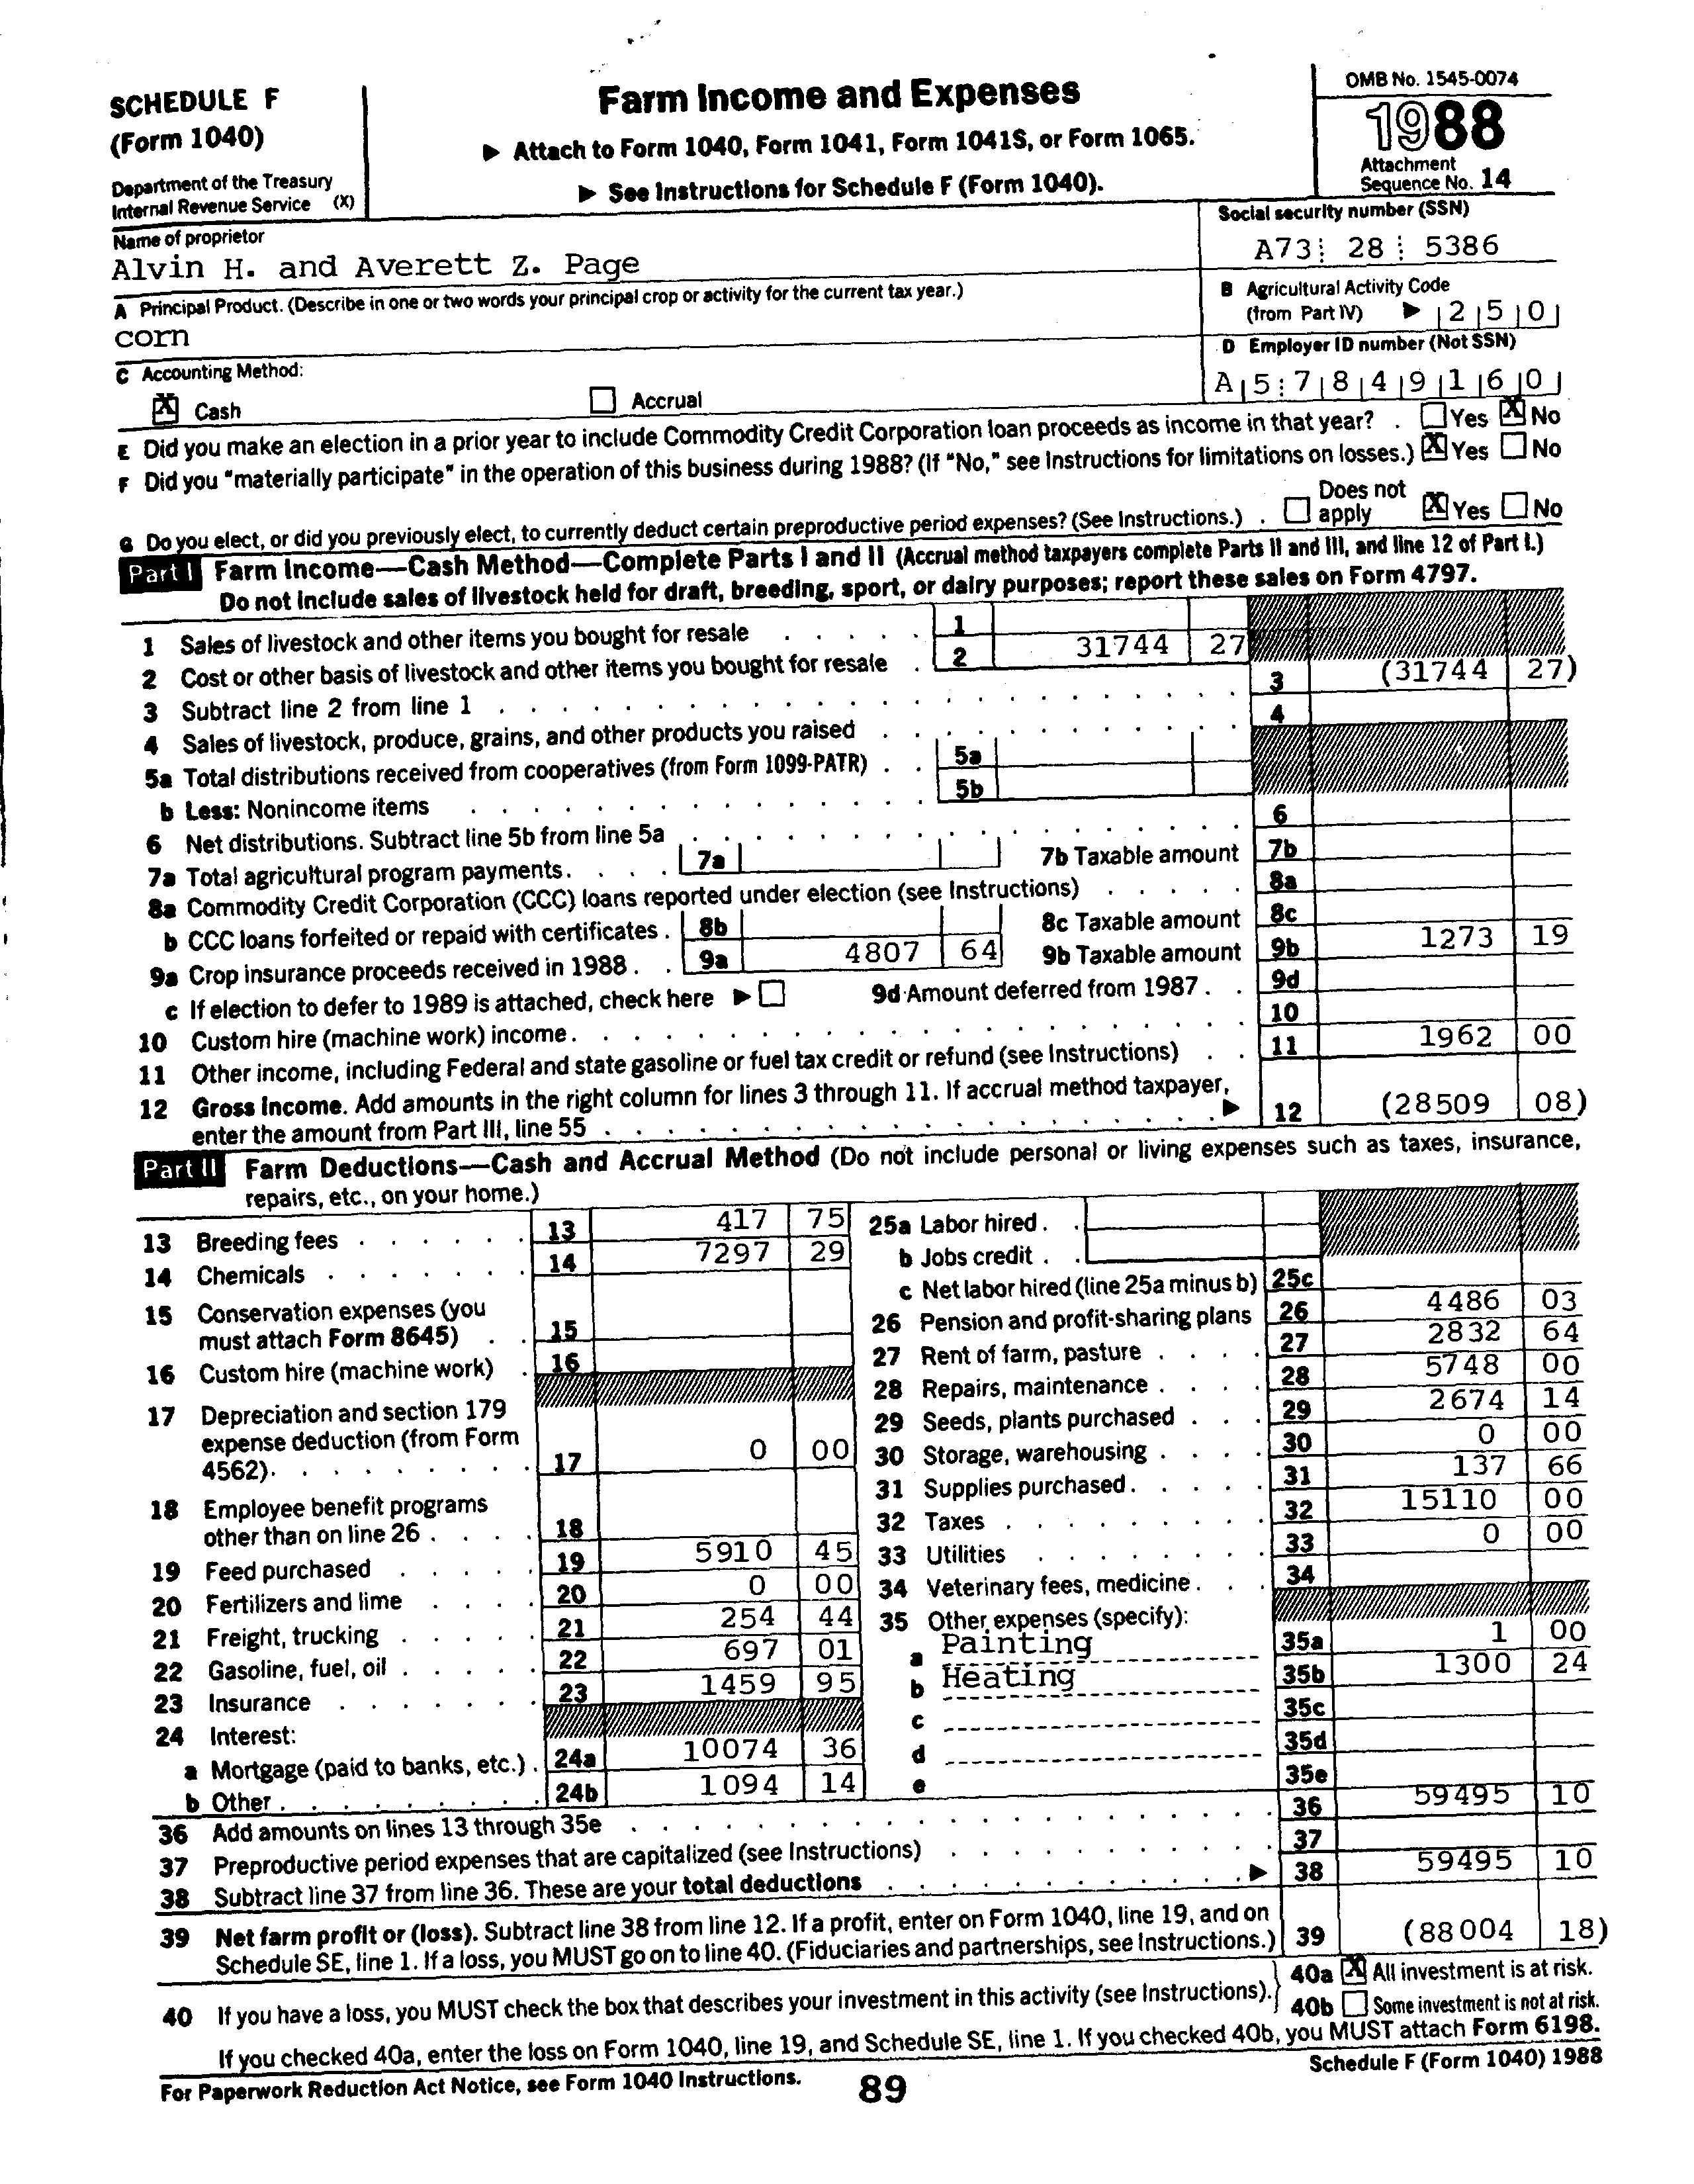 SCHEDULE F
(Form 1040)
Department of the Treasury
Internal Revenue Service (X)
Farm Income and Expenses
▶ Attach to Form 1040, Form 1041, Form 1041S, or Form 1065.
▶ See Instructions for Schedule F (Form 1040).
OMB No. 1545-0074
1988
Attachment
Sequence No. 14
Name of proprietor
Alvin H. and Averett Z. Page
Social security number (SSN)
A73 28 5386
A Principal Product. (Describe in one or two words your principal crop or activity for the current tax year.)
corn
B Agricultural Activity Code
(from Part IV) ▶ 2 5 0
D Employer ID number (Not SSN)
A 5 7 8 4 9 1 6 0
C Accounting Method:
X Cash Accrual
E Did you make an election in a prior year to include Commodity Credit Corporation loan proceeds as income in that year? . Yes X No
F Did you "materially participate" in the operation of this business during 1988? (If "No," see Instructions for limitations on losses.) X Yes No
G Do you elect, or did you previously elect, to currently deduct certain preproductive period expenses? (See Instructions.) . Does not apply X Yes No
Part I Farm Income—Cash Method—Complete Parts I and II (Accrual method taxpayers complete Parts II and III, and line 12 of Part I.)
Do not include sales of livestock held for draft, breeding, sport, or dairy purposes; report these sales on Form 4797.
1 Sales of livestock and other items you bought for resale . . . . . 1
2 Cost or other basis of livestock and other items you bought for resale . 2 31744 27
3 Subtract line 2 from line 1 3 (31744 27)
4 Sales of livestock, produce, grains, and other products you raised 4
5a Total distributions received from cooperatives (from Form 1099-PATR) . . 5a
b Less: Nonincome items 5b
6 Net distributions. Subtract line 5b from line 5a 6
7a Total agricultural program payments. 7a 7b Taxable amount 7b
8a Commodity Credit Corporation (CCC) loans reported under election (see Instructions) 8a
b CCC loans forfeited or repaid with certificates . 8b 8c Taxable amount 8c
9a Crop insurance proceeds received in 1988 . . 9a 4807 64 9b Taxable amount 9b 1273 19
c If election to defer to 1989 is attached, check here ▶ 9d Amount deferred from 1987 . . 9d
10 Custom hire (machine work) income. 10
11 Other income, including Federal and state gasoline or fuel tax credit or refund (see Instructions) . . 11 1962 00
12 Gross income. Add amounts in the right column for lines 3 through 11. If accrual method taxpayer,
enter the amount from Part III, line 55 ▶ 12 (28509 08)
Part II Farm Deductions—Cash and Accrual Method (Do not include personal or living expenses such as taxes, insurance,
repairs, etc., on your home.)
13 Breeding fees 13 417 75
14 Chemicals 14 7297 29
15 Conservation expenses (you
must attach Form 8645) . . 15
16 Custom hire (machine work) . 16
17 Depreciation and section 179
expense deduction (from Form
4562). 17 0 00
18 Employee benefit programs
other than on line 26 . . . . 18
19 Feed purchased 19 5910 45
20 Fertilizers and lime 20 0 00
21 Freight, trucking 21 254 44
22 Gasoline, fuel, oil 22 697 01
23 Insurance 23 1459 95
24 Interest:
a Mortgage (paid to banks, etc.) . 24a 10074 36
b Other . 24b 1094 14
25a Labor hired . .
b Jobs credit . .
c Net labor hired (line 25a minus b) 25c
26 Pension and profit-sharing plans 26 4486 03
27 Rent of farm, pasture . . . . 27 2832 64
28 Repairs, maintenance . . . . 28 5748 00
29 Seeds, plants purchased . . . 29 2674 14
30 Storage, warehousing . . . . 30 0 00
31 Supplies purchased . . . . . 31 137 66
32 Taxes 32 15110 00
33 Utilities 33 0 00
34 Veterinary fees, medicine . . . 34
35 Other expenses (specify):
a Painting 35a 1 00
b Heating 35b 1300 24
c 35c
d 35d
e 35e
36 Add amounts on lines 13 through 35e 36 59495 10
37 Preproductive period expenses that are capitalized (see Instructions) 37
38 Subtract line 37 from line 36. These are your total deductions ▶ 38 59495 10
39 Net farm profit or (loss). Subtract line 38 from line 12. If a profit, enter on Form 1040, line 19, and on
Schedule SE, line 1. If a loss, you MUST go on to line 40. (Fiduciaries and partnerships, see Instructions.) 39 (88004 18)
40 If you have a loss, you MUST check the box that describes your investment in this activity (see Instructions).
40a X All investment is at risk.
40b Some investment is not at risk.
If you checked 40a, enter the loss on Form 1040, line 19, and Schedule SE, line 1. If you checked 40b, you MUST attach Form 6198.
For Paperwork Reduction Act Notice, see Form 1040 Instructions.
89
Schedule F (Form 1040) 1988